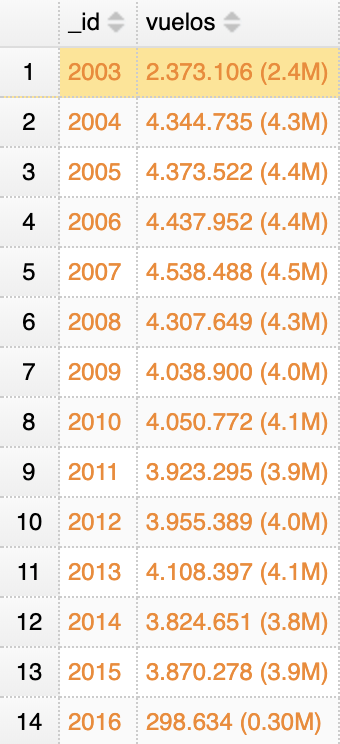 _id vuelos
1 2003 2.373.106 (2.4M)
2 2004 4.344.735 (4.3M)
3 2005 4.373.522 (4.4M)
4 2006 4.437.952 (4.4M)
5 2007 4.538.488 (4.5M)
6 2008 4.307.649 (4.3M)
7 2009 4.038.900 (4.0M)
8 2010 4.050.772 (4.1M)
9 2011 3.923.295 (3.9M)
10 2012 3.955.389 (4.0M)
11 2013 4.108.397 (4.1M)
12 2014 3.824.651 (3.8M)
13 2015 3.870.278 (3.9M)
14 2016 298.634 (0.30M)